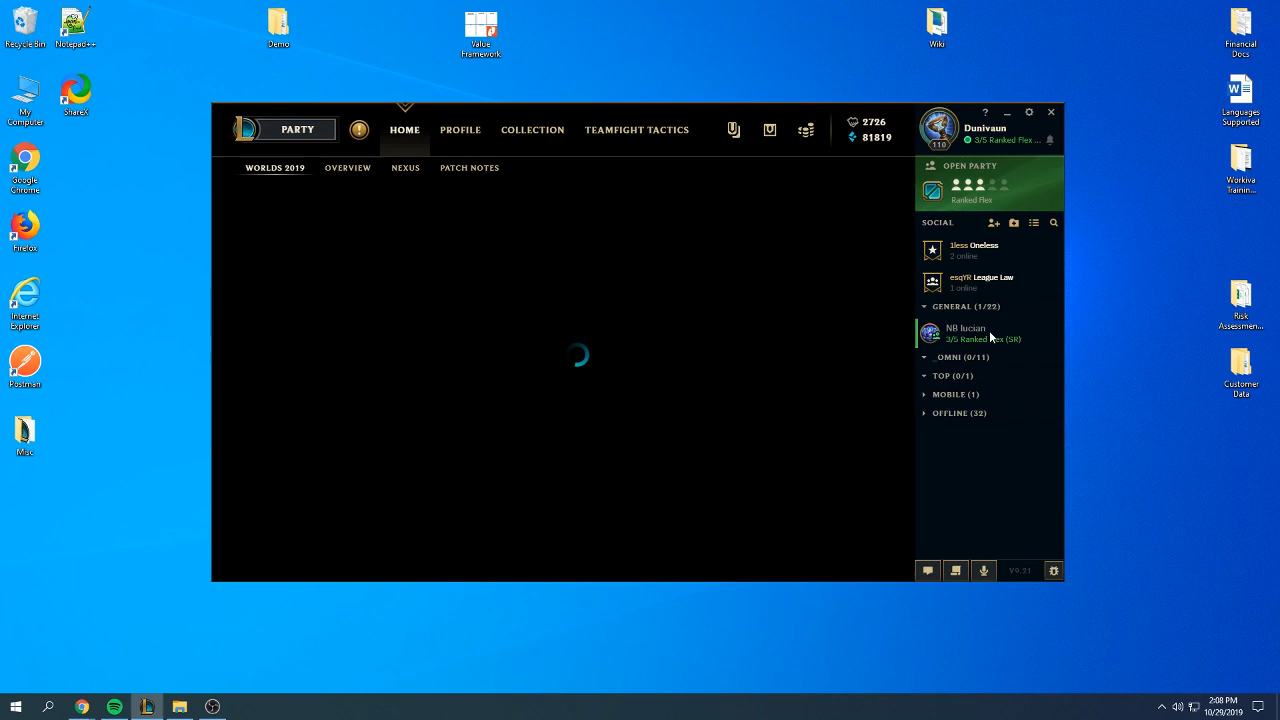 Recycle Bin
Notepad++
Demo
Value
Framework
Wiki
Financial
Docs
My
Computer
ShareX
Languages
Supported
Google
Chrome
Workiva
Trainin...
Firefox
Internet
Explorer
Risk
Assessmen...
Postman
Customer
Data
Misc
PARTY
HOME
PROFILE
COLLECTION
TEAMFIGHT TACTICS
2726
81819
?
110
Dunivaun
3/5 Ranked Flex ...
WORLDS 2019
OVERVIEW
NEXUS
PATCH NOTES
OPEN PARTY
Ranked Flex
SOCIAL
1less Oneless
2 online
esqYR League Law
1 online
GENERAL (1/22)
NB lucian
3/5 Ranked Flex (SR)
_OMNI (0/11)
TOP (0/1)
MOBILE (1)
OFFLINE (32)
V9.21
2:08 PM
10/29/2019